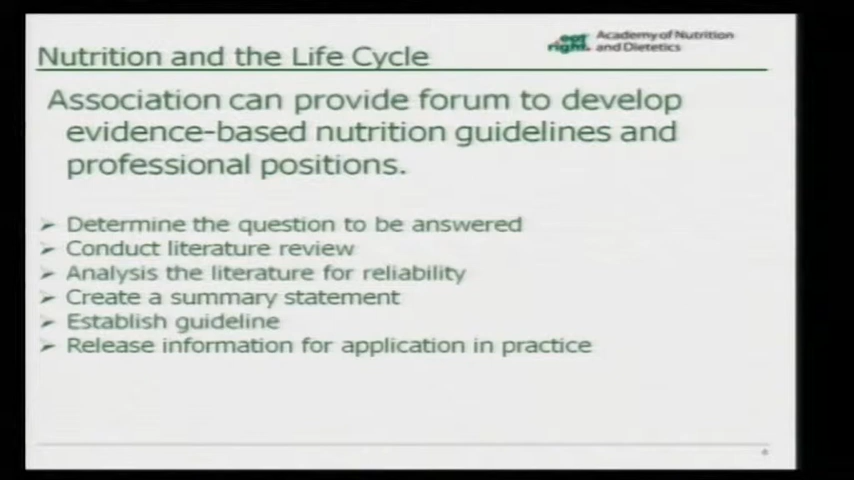 Nutrition and the Life Cycle
eat right. Academy of Nutrition
and Dietetics
Association can provide forum to develop
evidence-based nutrition guidelines and
professional positions.
Determine the question to be answered
Conduct literature review
Analysis the literature for reliability
Create a summary statement
Establish guideline
Release information for application in practice